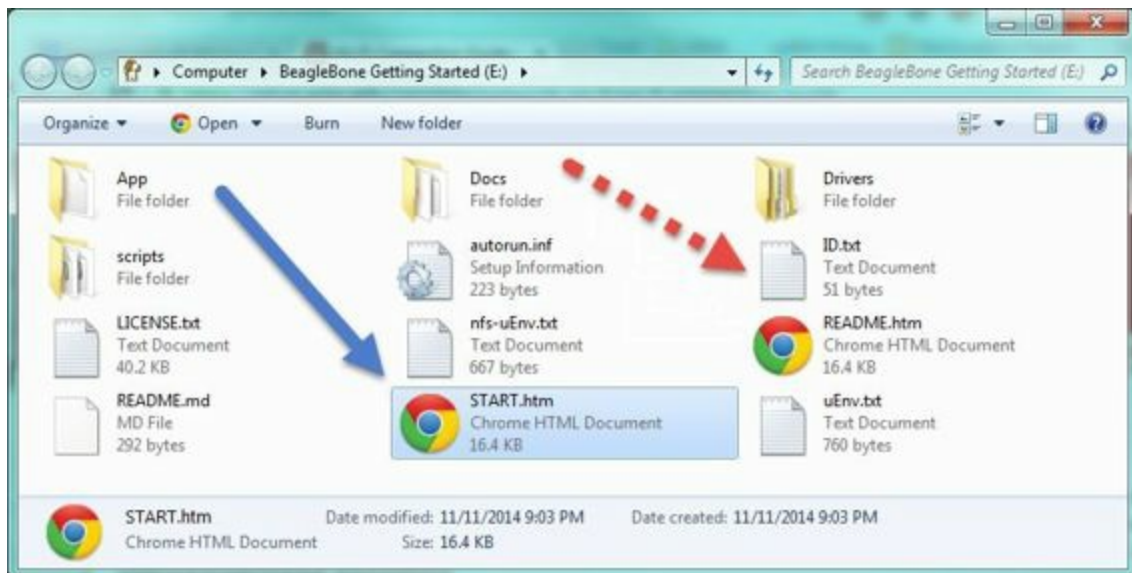 Computer BeagleBone Getting Started (E:) Search BeagleBone Getting Started (E:)
Organize Open Burn New folder
App
File folder
Docs
File folder
Drivers
File folder
scripts
File folder
autorun.inf
Setup Information
223 bytes
ID.txt
Text Document
51 bytes
LICENSE.txt
Text Document
40.2 KB
nfs-uEnv.txt
Text Document
667 bytes
README.htm
Chrome HTML Document
16.4 KB
README.md
MD File
292 bytes
START.htm
Chrome HTML Document
16.4 KB
uEnv.txt
Text Document
760 bytes
START.htm Date modified: 11/11/2014 9:03 PM Date created: 11/11/2014 9:03 PM
Chrome HTML Document Size: 16.4 KB